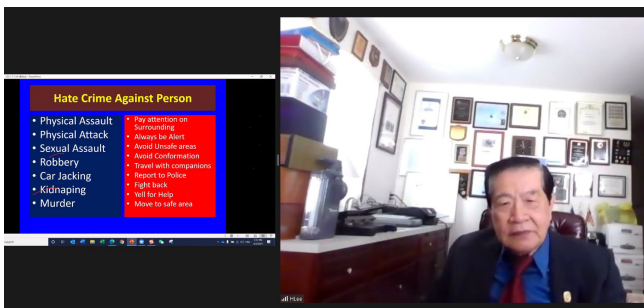 Hate Crime Against Person
• Physical Assault
• Physical Attack
• Sexual Assault
• Robbery
• Car Jacking
• Kidnaping
• Murder
• Pay attention on
Surrounding
• Always be Alert
• Avoid Unsafe areas
• Avoid Conformation
• Travel with companions
• Report to Police
• Fight back
• Yell for Help
• Move to safe area
HLee